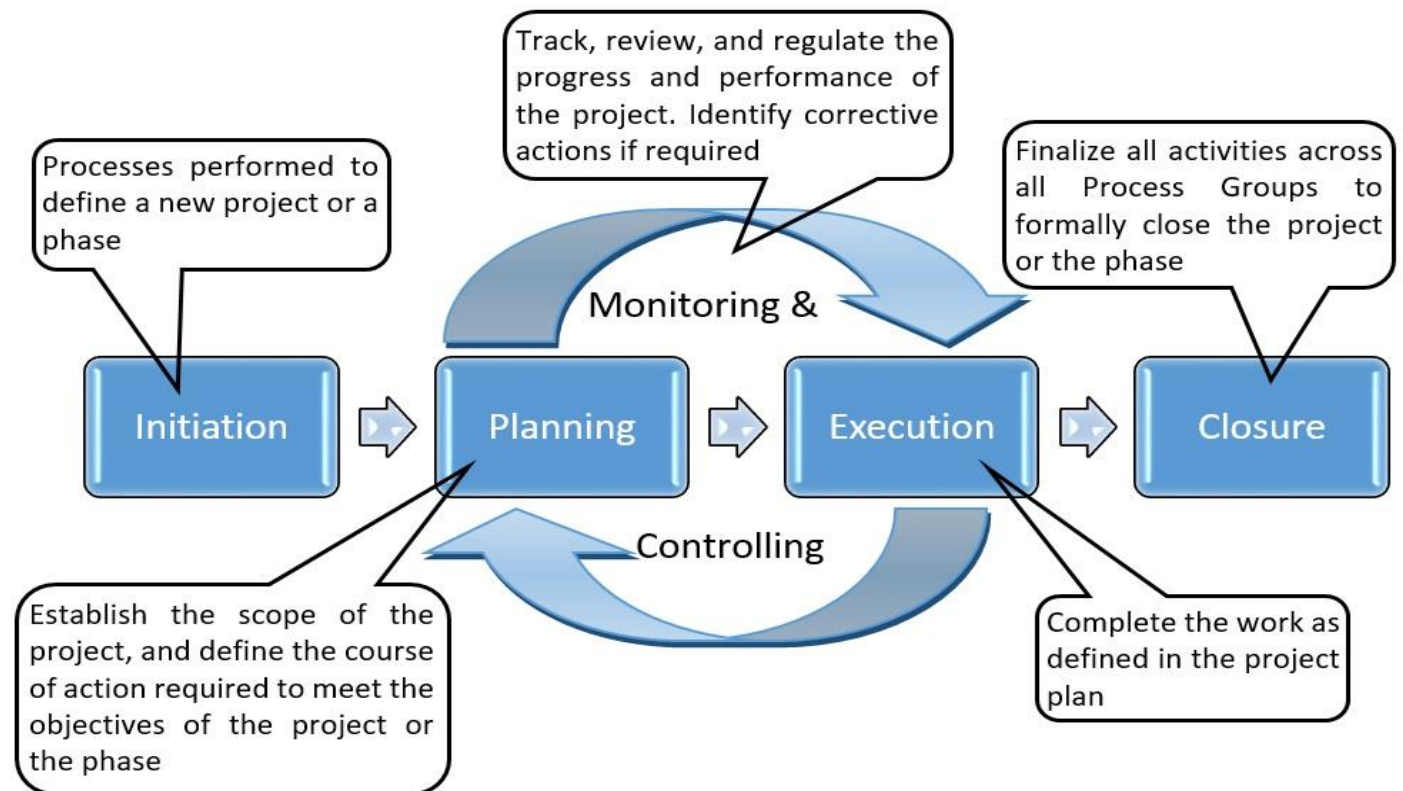 Track, review, and regulate the
progress and performance of
the project. Identify corrective
actions if required
Processes performed to
define a new project or a
phase
Finalize all activities across
all Process Groups to
formally close the project
or the phase
Monitoring &
Initiation
Planning
Execution
Closure
Controlling
Establish the scope of the
project, and define the course
of action required to meet the
objectives of the project or
the phase
Complete the work as
defined in the project
plan